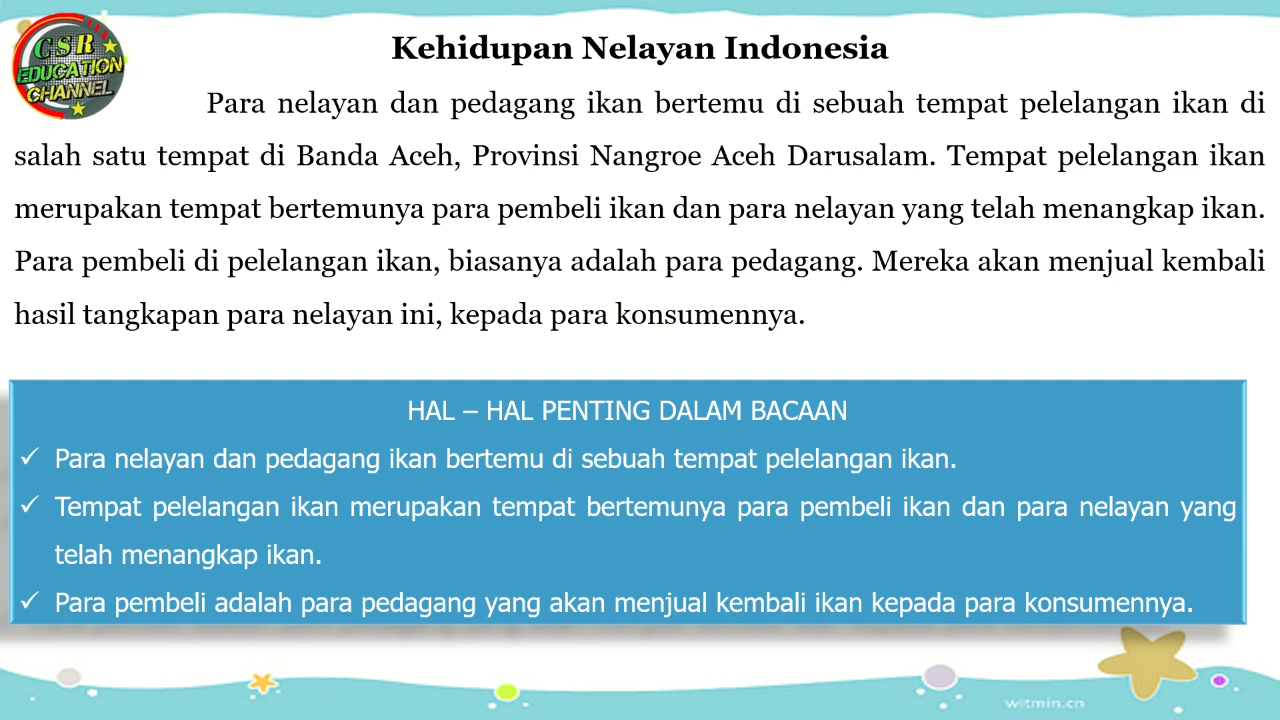 CSR
EDUCATION
CHANNEL
Kehidupan Nelayan Indonesia
Para nelayan dan pedagang ikan bertemu di sebuah tempat pelelangan ikan di
salah satu tempat di Banda Aceh, Provinsi Nangroe Aceh Darusalam. Tempat pelelangan ikan
merupakan tempat bertemunya para pembeli ikan dan para nelayan yang telah menangkap ikan.
Para pembeli di pelelangan ikan, biasanya adalah para pedagang. Mereka akan menjual kembali
hasil tangkapan para nelayan ini, kepada para konsumennya.
HAL – HAL PENTING DALAM BACAAN
✓ Para nelayan dan pedagang ikan bertemu di sebuah tempat pelelangan ikan.
✓ Tempat pelelangan ikan merupakan tempat bertemunya para pembeli ikan dan para nelayan yang
telah menangkap ikan.
✓ Para pembeli adalah para pedagang yang akan menjual kembali ikan kepada para konsumennya.
witmin.cn